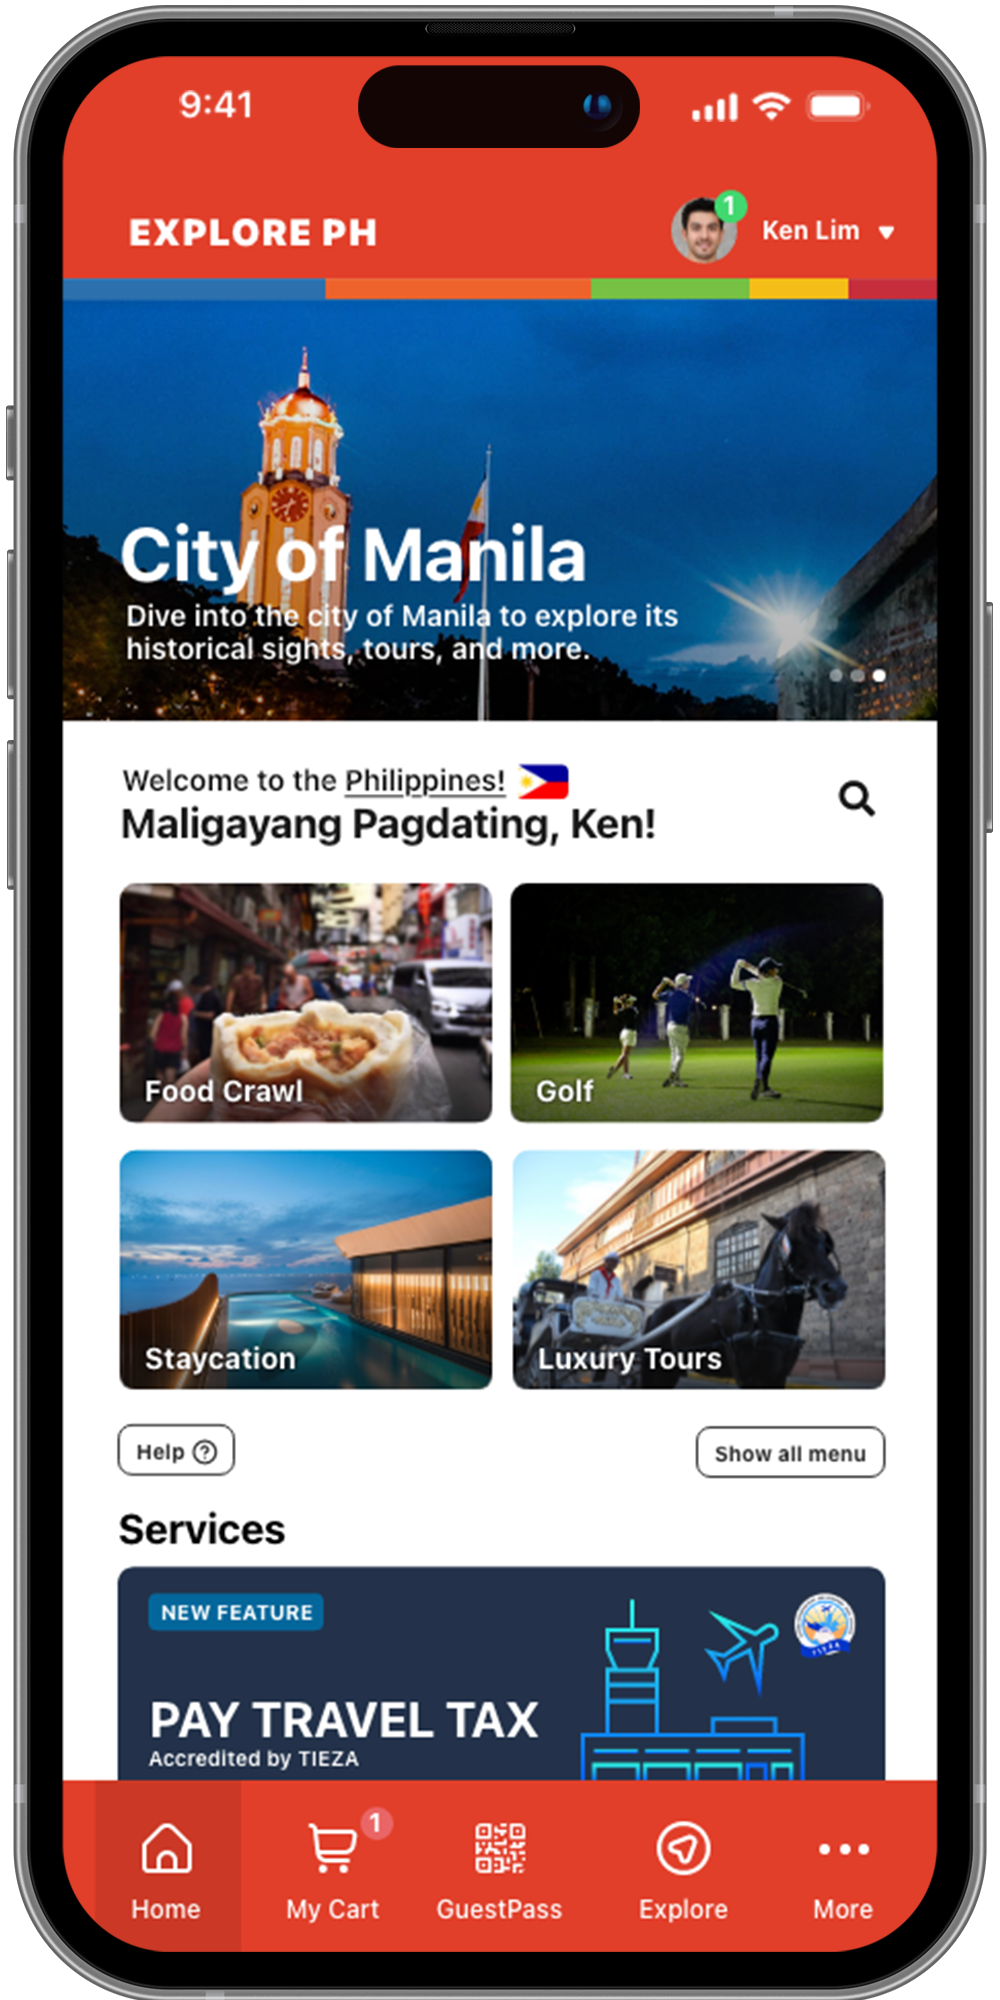 9:41
EXPLORE PH
1
Ken Lim
City of Manila
Dive into the city of Manila to explore its
historical sights, tours, and more.
Welcome to the Philippines!
Maligayang Pagdating, Ken!
Food Crawl
Golf
Staycation
Luxury Tours
Help ?
Show all menu
Services
NEW FEATURE
TIEZA
PAY TRAVEL TAX
Accredited by TIEZA
1
Home
My Cart
GuestPass
Explore
More